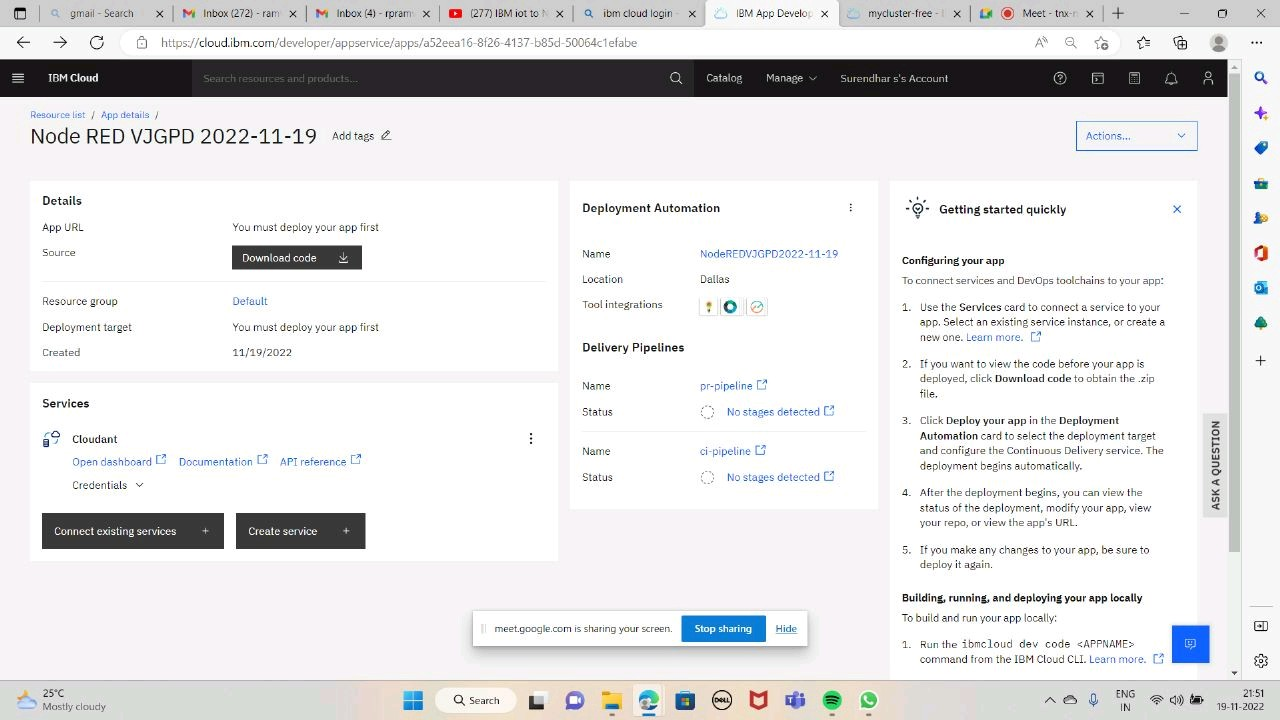 gmail - Search
Inbox (272) - ram
Inbox (4) - rpram
(277) IBM iot to N
ibm cloud login -
IBM App Develop
mycluster-free - I
Meet - tnx-n
https://cloud.ibm.com/developer/appservice/apps/a52eea16-8f26-4137-b85d-50064c1efabe
IBM Cloud
Search resources and products...
Catalog
Manage
Surendhar s's Account
Resource list / App details /
Node RED VJGPD 2022-11-19
Add tags
Actions...
Details
App URL
You must deploy your app first
Source
Download code
Resource group
Default
Deployment target
You must deploy your app first
Created
11/19/2022
Services
Cloudant
Open dashboard
Documentation
API reference
Credentials
Connect existing services +
Create service +
Deployment Automation
Name
NodeREDVJGPD2022-11-19
Location
Dallas
Tool integrations
Delivery Pipelines
Name
pr-pipeline
Status
No stages detected
Name
ci-pipeline
Status
No stages detected
Getting started quickly
Configuring your app
To connect services and DevOps toolchains to your app:
1. Use the Services card to connect a service to your
app. Select an existing service instance, or create a
new one. Learn more.
2. If you want to view the code before your app is
deployed, click Download code to obtain the .zip
file.
3. Click Deploy your app in the Deployment
Automation card to select the deployment target
and configure the Continuous Delivery service. The
deployment begins automatically.
4. After the deployment begins, you can view the
status of the deployment, modify your app, view
your repo, or view the app's URL.
5. If you make any changes to your app, be sure to
deploy it again.
Building, running, and deploying your app locally
To build and run your app locally:
1. Run the ibmcloud dev code <APPNAME>
command from the IBM Cloud CLI. Learn more.
ASK A QUESTION
meet.google.com is sharing your screen.
Stop sharing
Hide
25°C
Mostly cloudy
Search
DELL
ENG
IN
21:51
19-11-2022